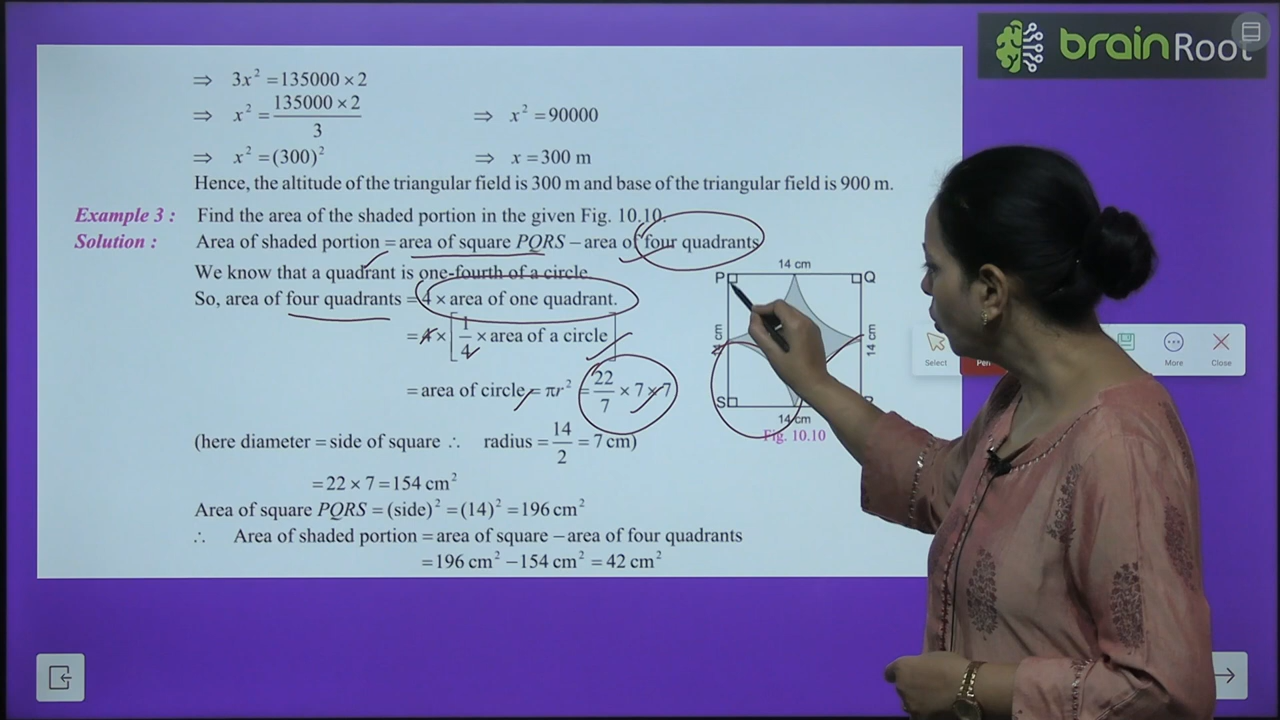 brainRoot
⇒ 3x² = 135000 × 2
⇒ x² = 135000 × 2 / 3 ⇒ x² = 90000
⇒ x² = (300)² ⇒ x = 300 m
Hence, the altitude of the triangular field is 300 m and base of the triangular field is 900 m.
Example 3 : Find the area of the shaded portion in the given Fig. 10.10.
Solution : Area of shaded portion = area of square PQRS – area of four quadrants
We know that a quadrant is one-fourth of a circle.
So, area of four quadrants = 4 × area of one quadrant.
= 4 × [1/4 × area of a circle]
= area of circle = πr² = 22/7 × 7 × 7
(here diameter = side of square ∴ radius = 14/2 = 7 cm)
= 22 × 7 = 154 cm²
Area of square PQRS = (side)² = (14)² = 196 cm²
∴ Area of shaded portion = area of square – area of four quadrants
= 196 cm² – 154 cm² = 42 cm²
14 cm
P Q
14 cm
S
14 cm
Fig. 10.10
Select Pen More Close